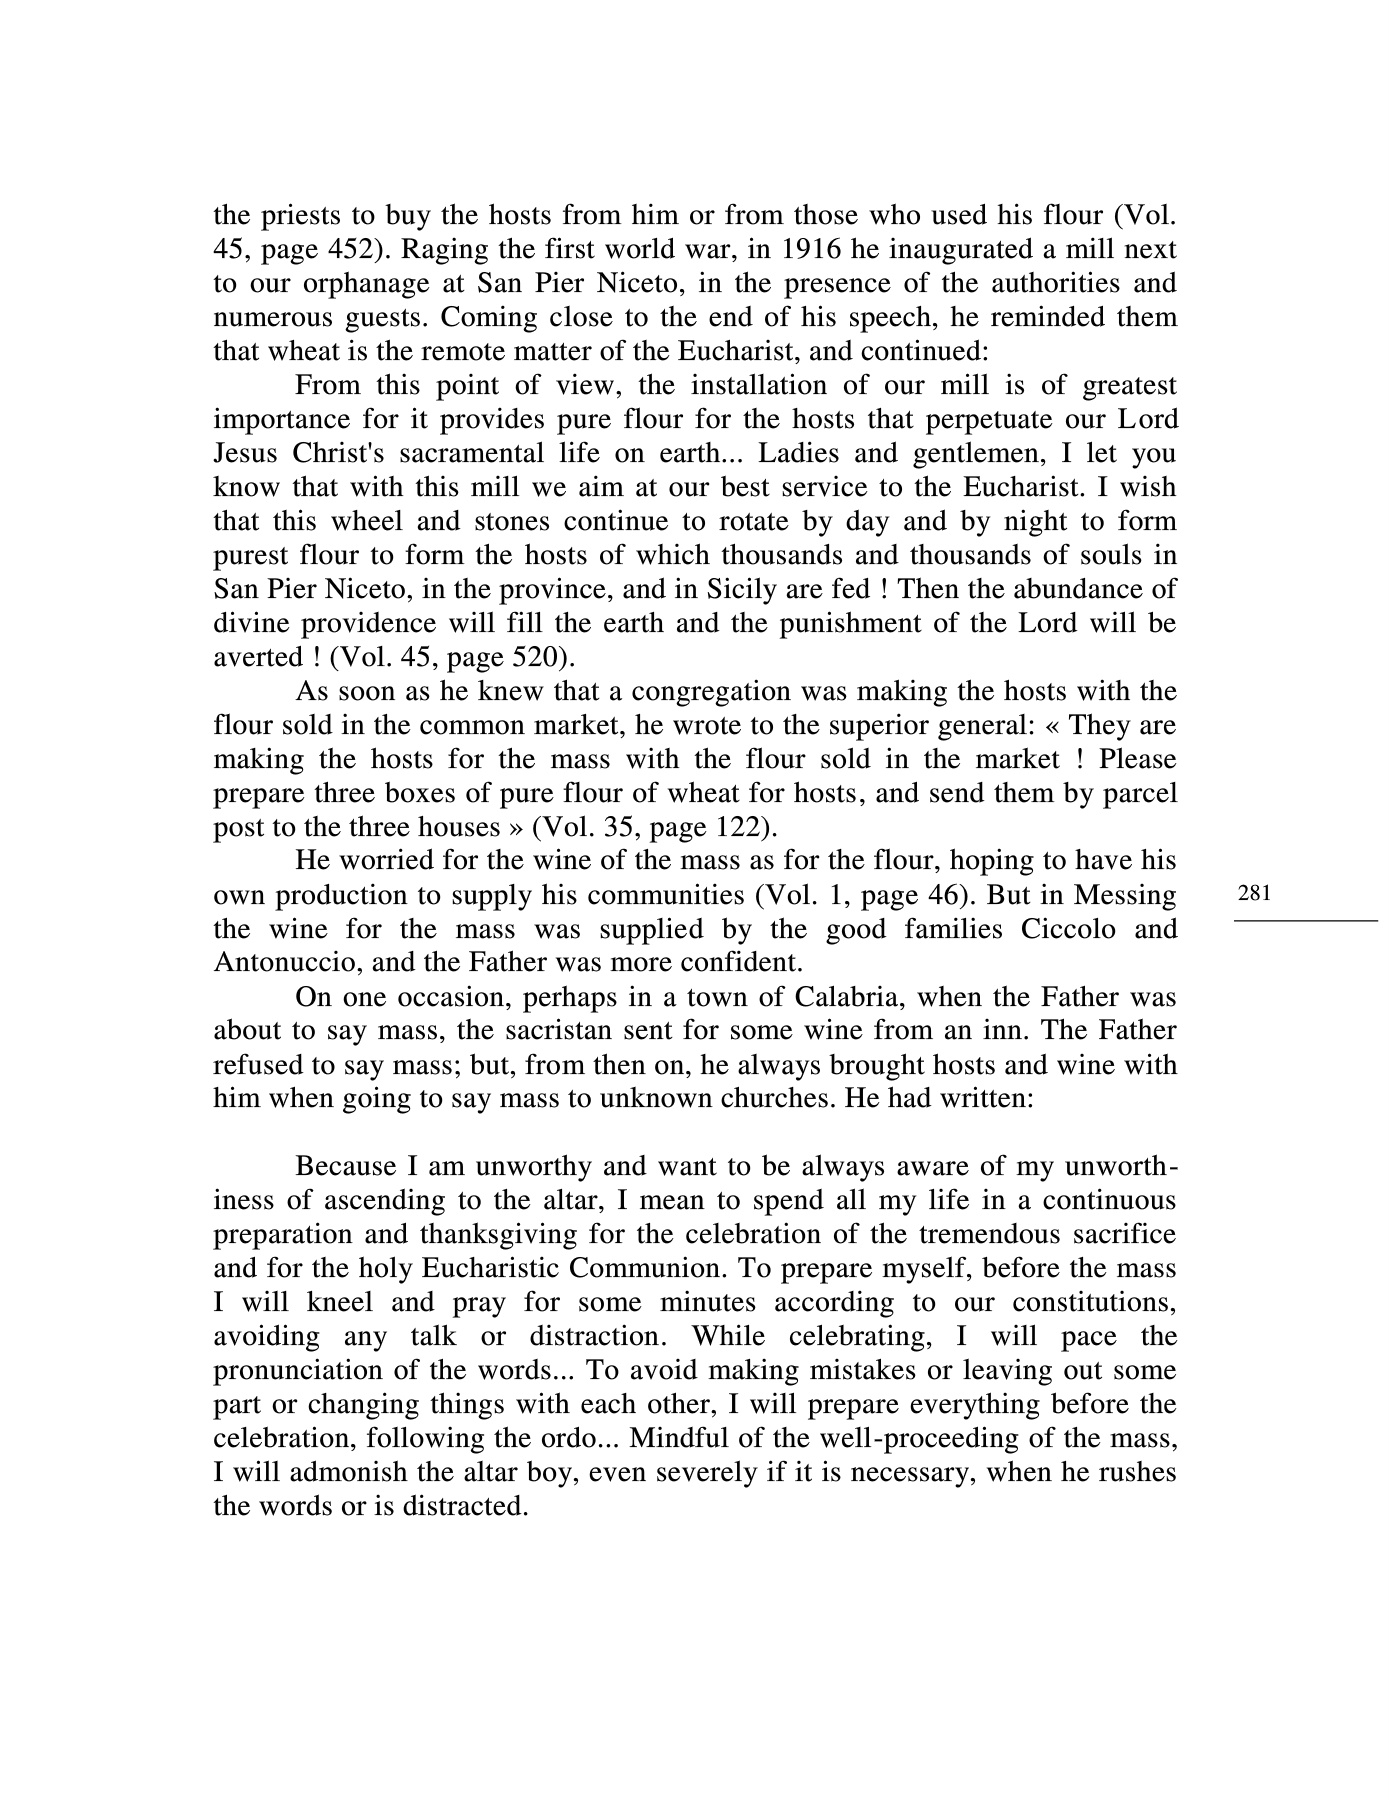 the priests to buy the hosts from him or from those who used his flour (Vol.
45, page 452). Raging the first world war, in 1916 he inaugurated a mill next
to our orphanage at San Pier Niceto, in the presence of the authorities and
numerous guests. Coming close to the end of his speech, he reminded them
that wheat is the remote matter of the Eucharist, and continued:
From this point of view, the installation of our mill is of greatest
importance for it provides pure flour for the hosts that perpetuate our Lord
Jesus Christ's sacramental life on earth... Ladies and gentlemen, I let you
know that with this mill we aim at our best service to the Eucharist. I wish
that this wheel and stones continue to rotate by day and by night to form
purest flour to form the hosts of which thousands and thousands of souls in
San Pier Niceto, in the province, and in Sicily are fed ! Then the abundance of
divine providence will fill the earth and the punishment of the Lord will be
averted ! (Vol. 45, page 520).
As soon as he knew that a congregation was making the hosts with the
flour sold in the common market, he wrote to the superior general: « They are
making the hosts for the mass with the flour sold in the market ! Please
prepare three boxes of pure flour of wheat for hosts, and send them by parcel
post to the three houses » (Vol. 35, page 122).
He worried for the wine of the mass as for the flour, hoping to have his
own production to supply his communities (Vol. 1, page 46). But in Messing
the wine for the mass was supplied by the good families Ciccolo and
Antonuccio, and the Father was more confident.
On one occasion, perhaps in a town of Calabria, when the Father was
about to say mass, the sacristan sent for some wine from an inn. The Father
refused to say mass; but, from then on, he always brought hosts and wine with
him when going to say mass to unknown churches. He had written:
Because I am unworthy and want to be always aware of my unworth-
iness of ascending to the altar, I mean to spend all my life in a continuous
preparation and thanksgiving for the celebration of the tremendous sacrifice
and for the holy Eucharistic Communion. To prepare myself, before the mass
I will kneel and pray for some minutes according to our constitutions,
avoiding any talk or distraction. While celebrating, I will pace the
pronunciation of the words... To avoid making mistakes or leaving out some
part or changing things with each other, I will prepare everything before the
celebration, following the ordo... Mindful of the well-proceeding of the mass,
I will admonish the altar boy, even severely if it is necessary, when he rushes
the words or is distracted.
281